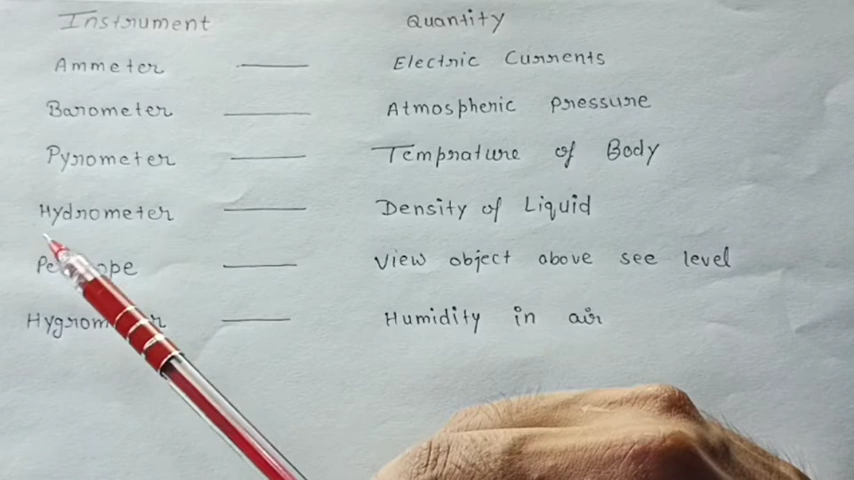 Instrument Quantity
Ammeter Electric Currents
Barometer Atmospheric Pressure
Pyrometer Temprature of Body
Hydrometer Density of Liquid
View object above see level
Humidity in air